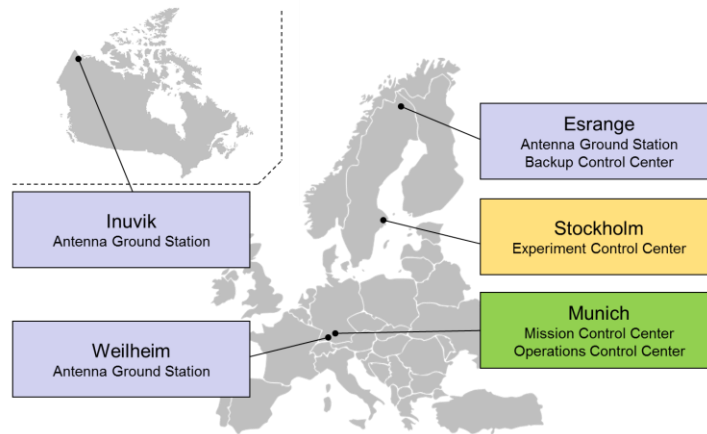 Esrange
Antenna Ground Station
Backup Control Center
Inuvik
Antenna Ground Station
Stockholm
Experiment Control Center
Munich
Mission Control Center
Operations Control Center
Weilheim
Antenna Ground Station